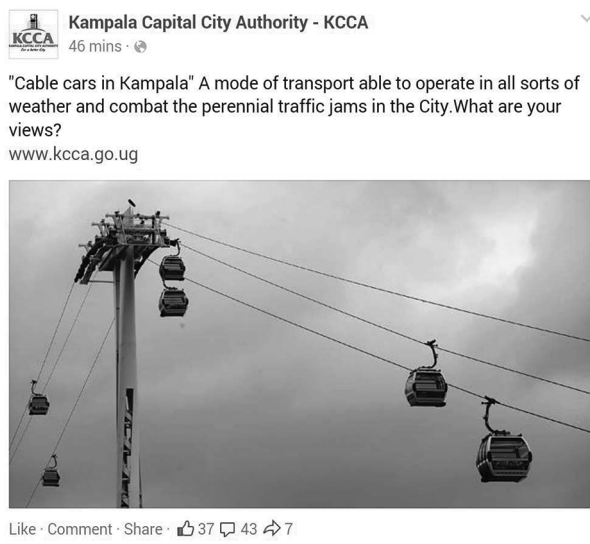 KCCA
Kampala Capital City Authority - KCCA
46 mins ·
"Cable cars in Kampala" A mode of transport able to operate in all sorts of
weather and combat the perennial traffic jams in the City.What are your
views?
www.kcca.go.ug
Like · Comment · Share · 37 43 7